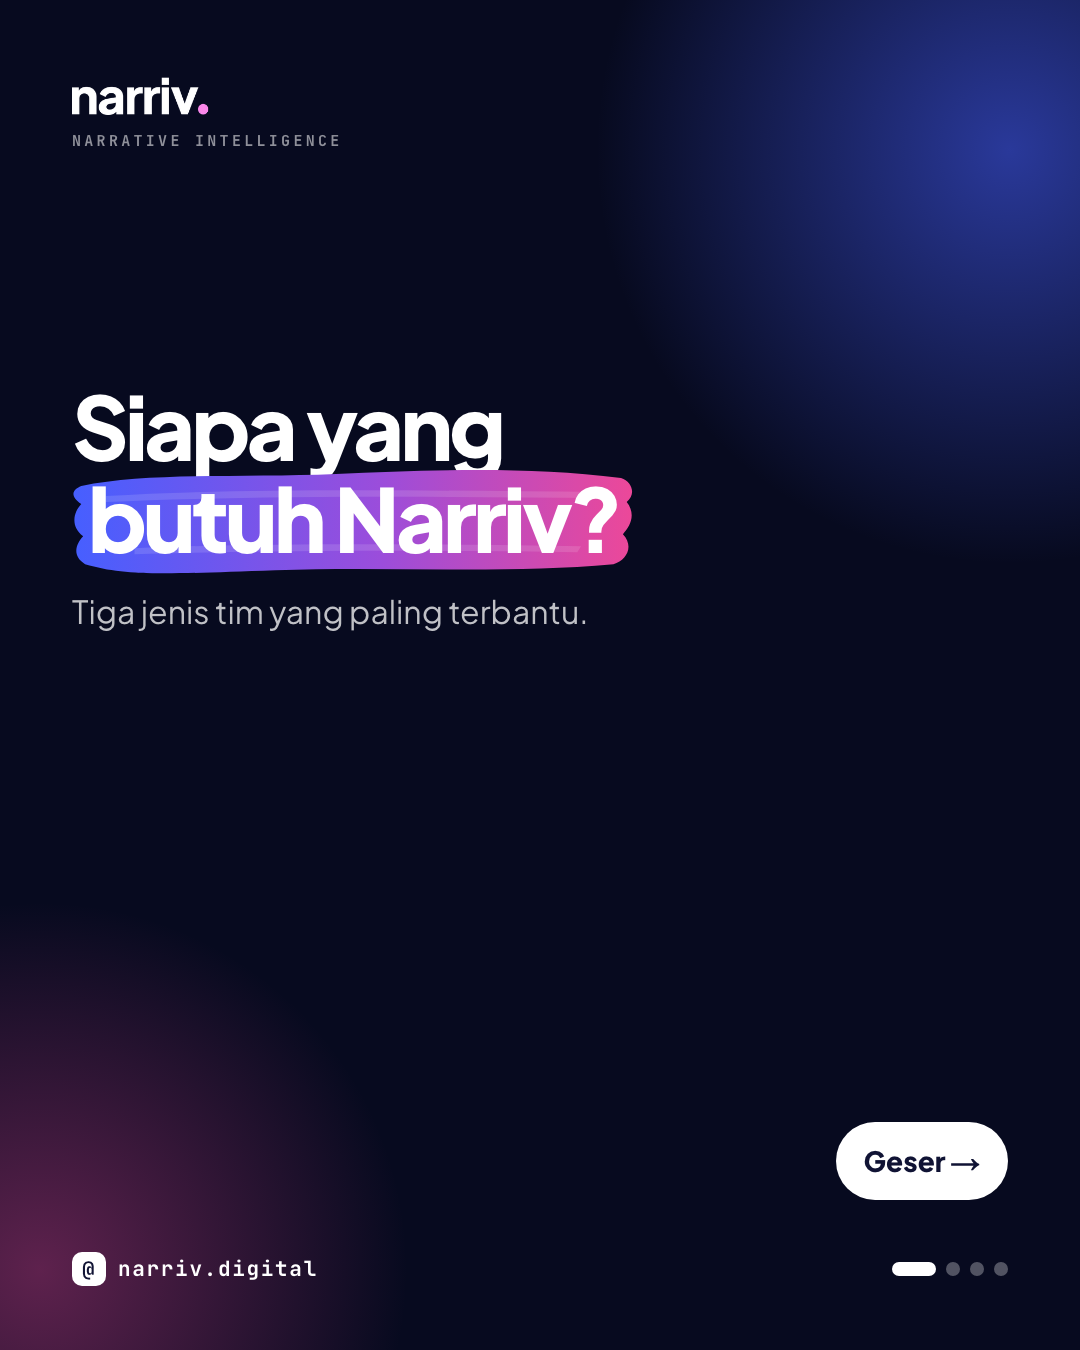 narriv.
NARRATIVE INTELLIGENCE
Siapa yang
butuh Narriv?
Tiga jenis tim yang paling terbantu.
Geser →
@ narriv.digital